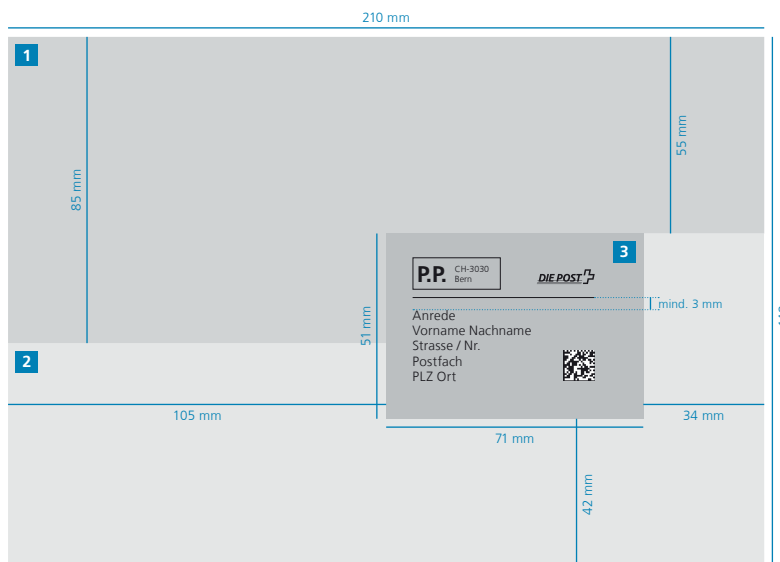 210 mm
1
55 mm
85 mm
3
P.P. CH-3030
Bern
DIE POST
mind. 3 mm
Anrede
Vorname Nachname
Strasse / Nr.
Postfach
PLZ Ort
51 mm
2
105 mm
34 mm
71 mm
42 mm